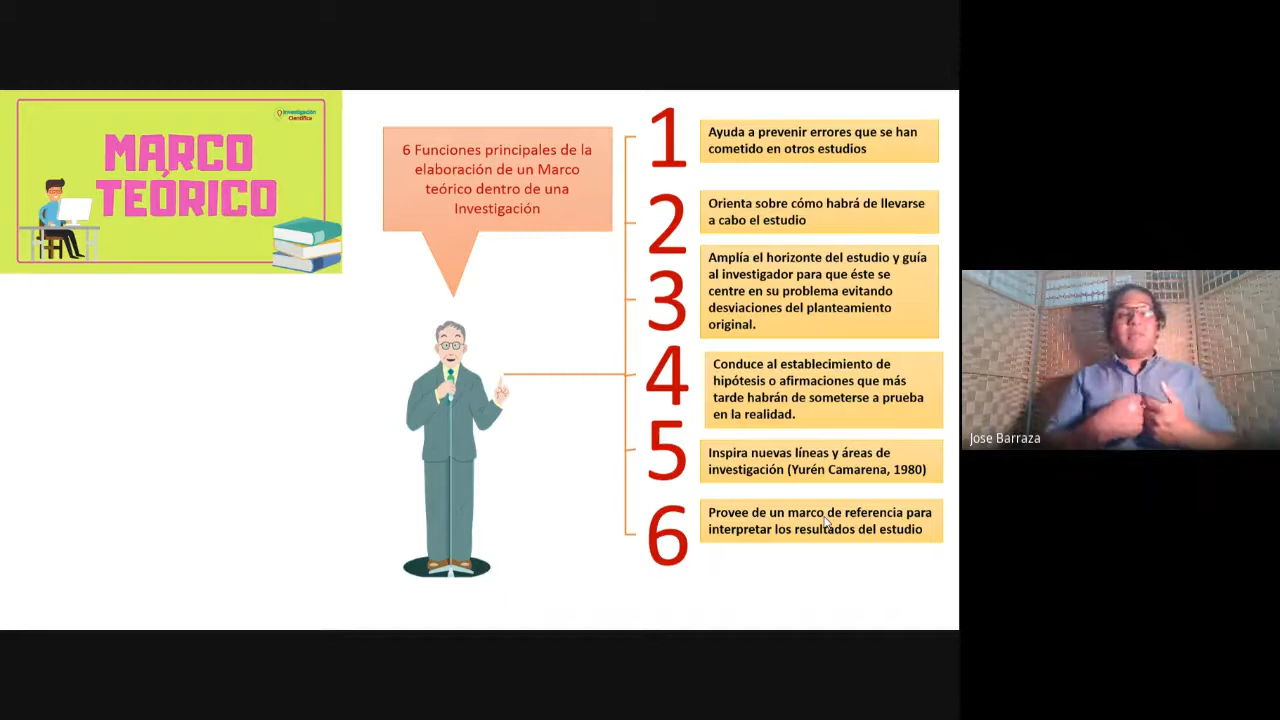 Investigación
Científica
MARCO
TEÓRICO
6 Funciones principales de la
elaboración de un Marco
teórico dentro de una
Investigación
1
Ayuda a prevenir errores que se han
cometido en otros estudios
2
Orienta sobre cómo habrá de llevarse
a cabo el estudio
3
Amplía el horizonte del estudio y guía
al investigador para que éste se
centre en su problema evitando
desviaciones del planteamiento
original.
4
Conduce al establecimiento de
hipótesis o afirmaciones que más
tarde habrán de someterse a prueba
en la realidad.
5
Inspira nuevas líneas y áreas de
investigación (Yurén Camarena, 1980)
6
Provee de un marco de referencia para
interpretar los resultados del estudio
Jose Barraza